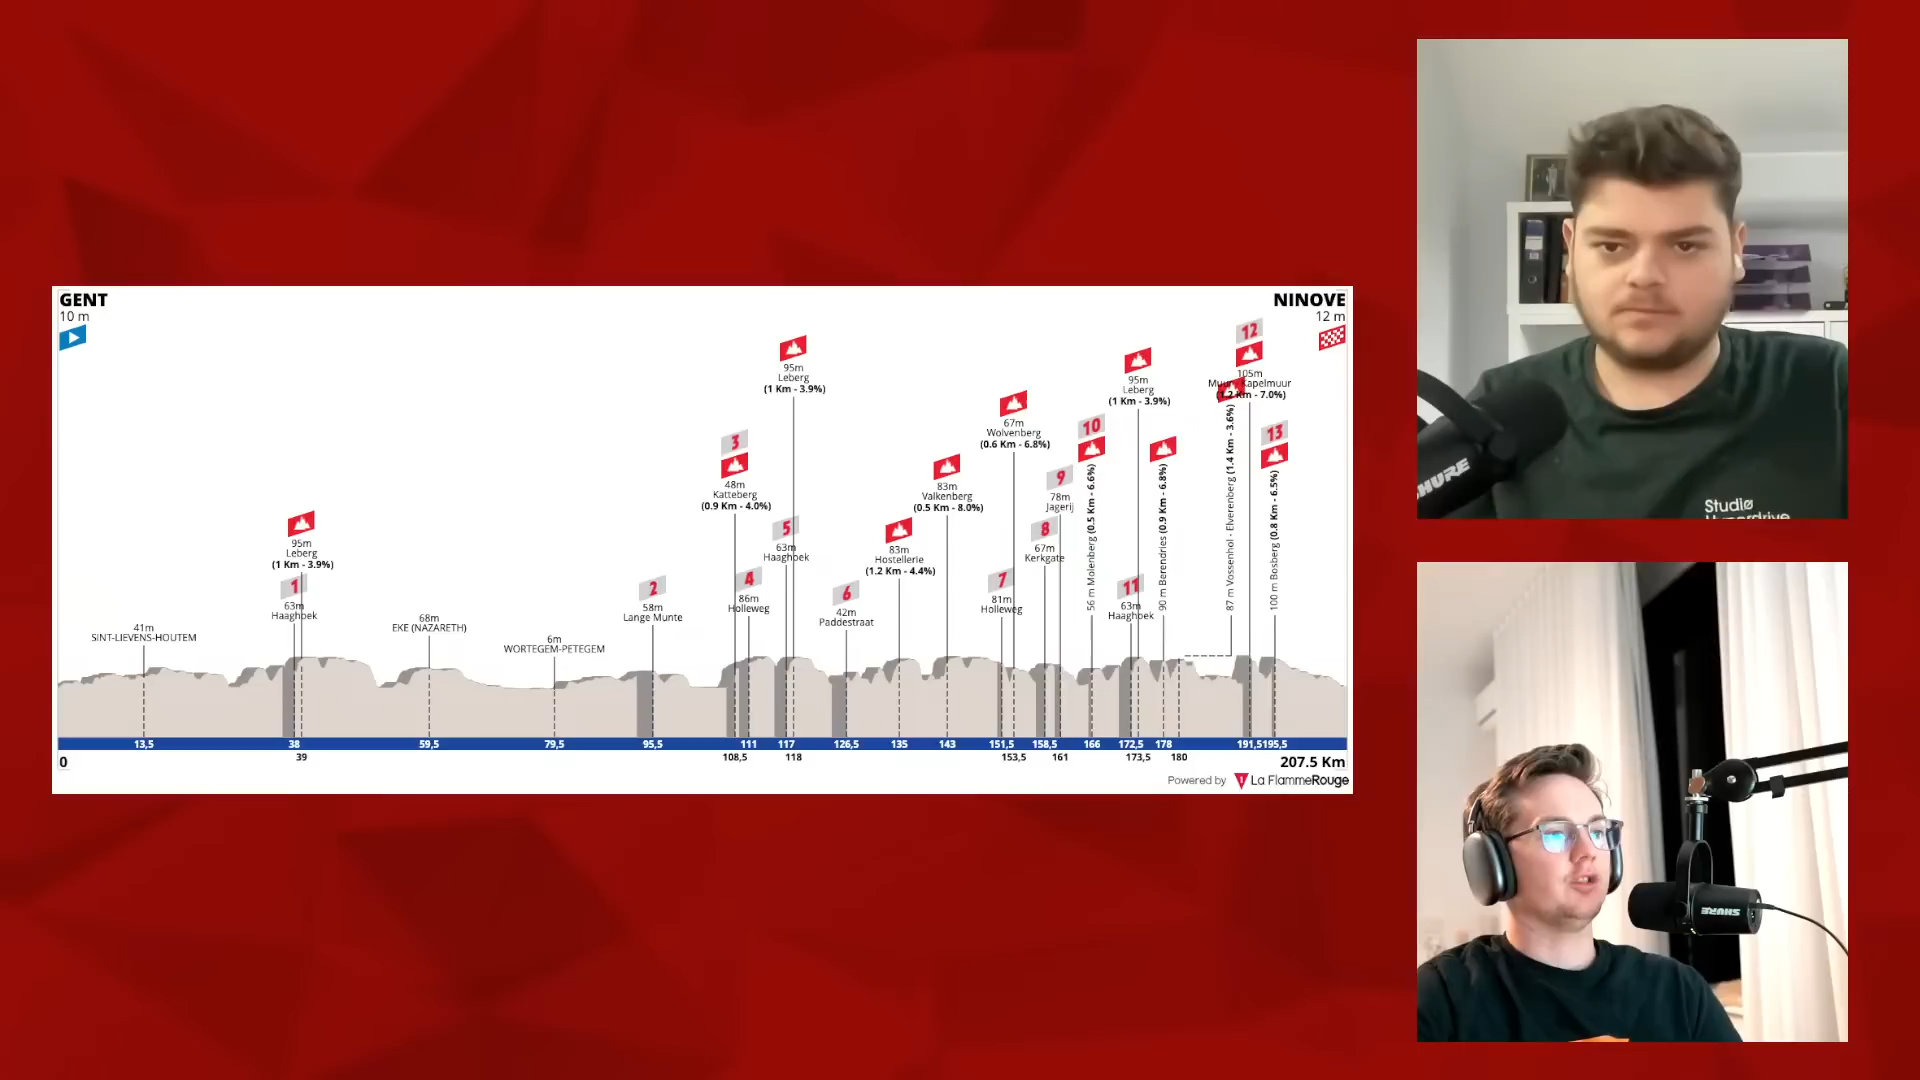 GENT
10 m
NINOVE
12 m
41m
SINT-LIEVENS-HOUTEM
95m
Leberg
(1 Km - 3.9%)
1
63m
Haaghoek
68m
EKE (NAZARETH)
6m
WORTEGEM-PETEGEM
2
58m
Lange Munte
3
48m
Katteberg
(0.9 Km - 4.0%)
4
86m
Holleweg
95m
Leberg
(1 Km - 3.9%)
5
63m
Haaghoek
6
42m
Paddestraat
83m
Hostellerie
(1.2 Km - 4.4%)
83m
Valkenberg
(0.5 Km - 8.0%)
7
81m
Holleweg
67m
Wolvenberg
(0.6 Km - 6.8%)
8
67m
Kerkgate
9
78m
Jagerij
10
56 m Molenberg (0.5 Km - 6.6%)
95m
Leberg
(1 Km - 3.9%)
11
63m
Haaghoek
90 m Berendries (0.9 Km - 6.8%)
87 m Vossenhol - Elverenberg (1.4 Km - 3.6%)
12
105m
Muur - Kapelmuur
(1.2 Km - 7.0%)
13
100 m Bosberg (0.8 Km - 6.5%)
13,5 38 59,5 79,5 95,5 111 117 126,5 135 143 151,5 158,5 166 172,5 178 191,5 195,5
0 39 108,5 118 153,5 161 173,5 180 207.5 Km
Powered by La FlammeRouge
SHURE
Studiø
Hyperdrive
SHURE